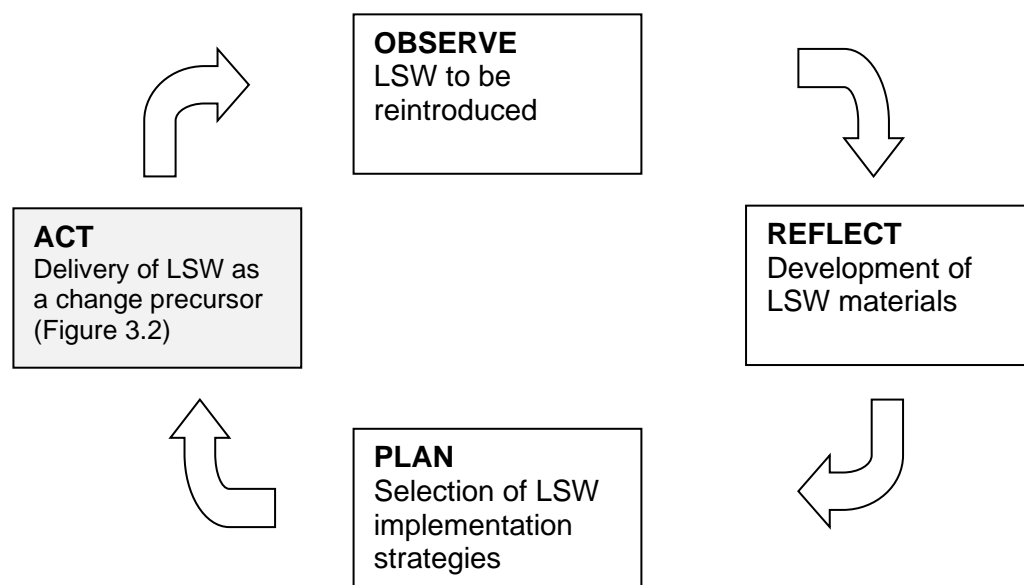 OBSERVE
LSW to be
reintroduced
ACT
Delivery of LSW as
a change precursor
(Figure 3.2)
REFLECT
Development of
LSW materials
PLAN
Selection of LSW
implementation
strategies